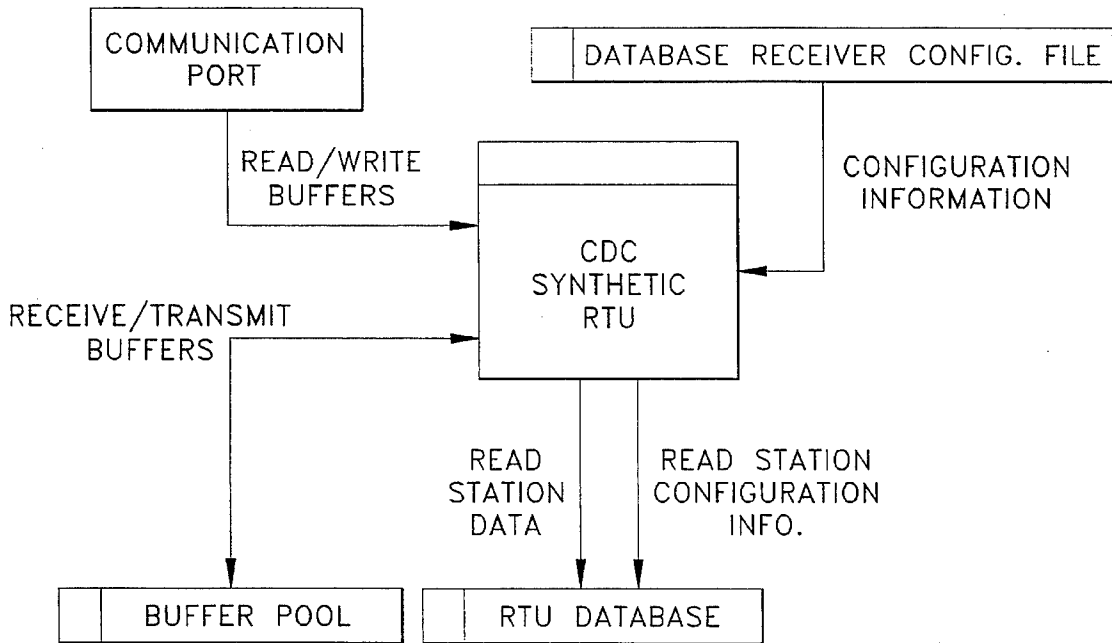 COMMUNICATION
PORT
DATABASE RECEIVER CONFIG. FILE
READ/WRITE
BUFFERS
CONFIGURATION
INFORMATION
CDC
SYNTHETIC
RTU
RECEIVE/TRANSMIT
BUFFERS
READ
STATION
DATA
READ STATION
CONFIGURATION
INFO.
BUFFER POOL
RTU DATABASE